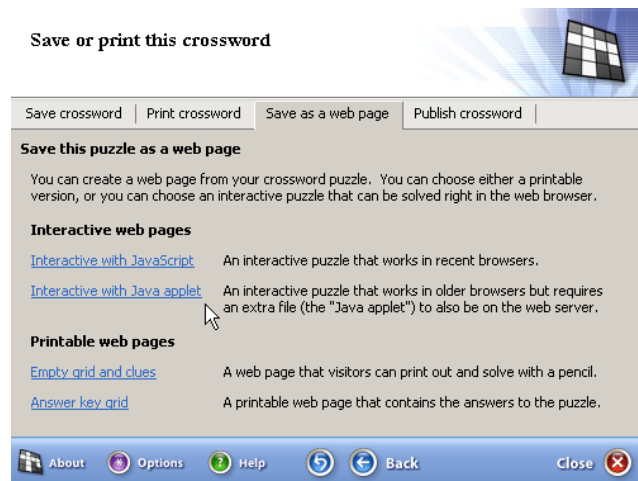 Save or print this crossword
Save crossword Print crossword Save as a web page Publish crossword
Save this puzzle as a web page
You can create a web page from your crossword puzzle. You can choose either a printable
version, or you can choose an interactive puzzle that can be solved right in the web browser.
Interactive web pages
Interactive with JavaScript An interactive puzzle that works in recent browsers.
Interactive with Java applet An interactive puzzle that works in older browsers but requires
an extra file (the "Java applet") to also be on the web server.
Printable web pages
Empty grid and clues A web page that visitors can print out and solve with a pencil.
Answer key grid A printable web page that contains the answers to the puzzle.
About Options Help Back Close